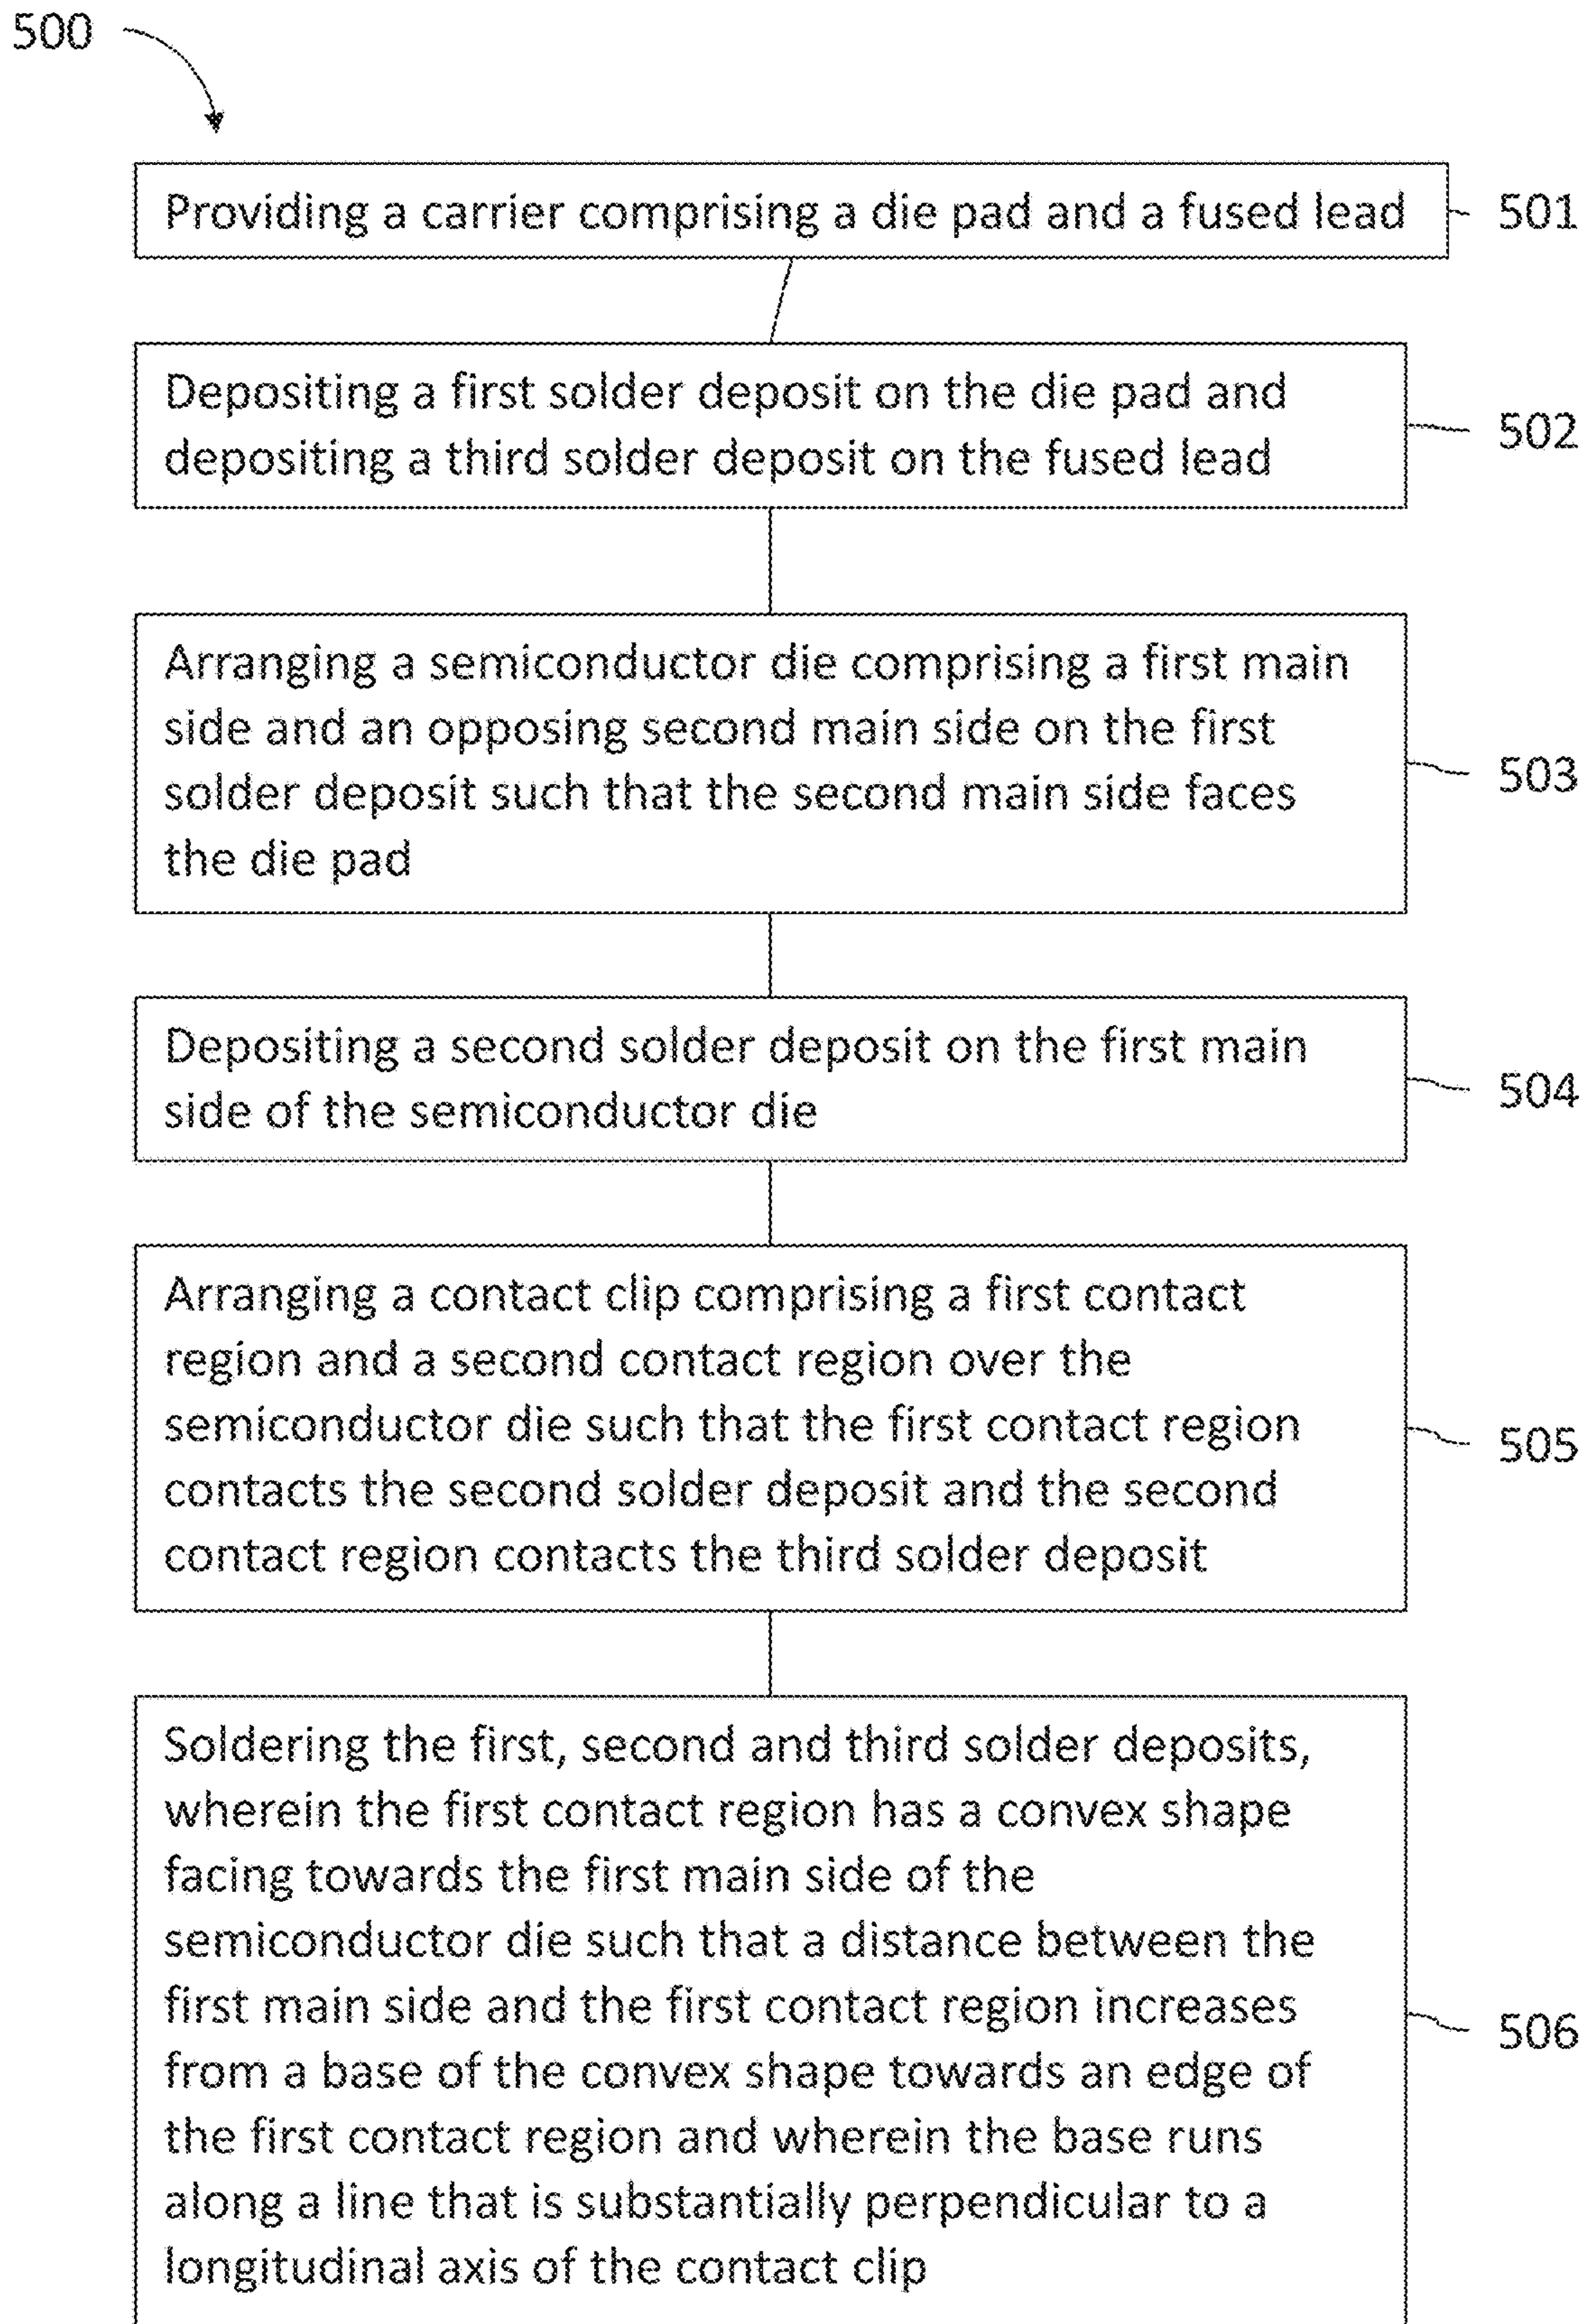 500
Providing a carrier comprising a die pad and a fused lead
501
Depositing a first solder deposit on the die pad and
depositing a third solder deposit on the fused lead
502
Arranging a semiconductor die comprising a first main
side and an opposing second main side on the first
solder deposit such that the second main side faces
the die pad
503
Depositing a second solder deposit on the first main
side of the semiconductor die
504
Arranging a contact clip comprising a first contact
region and a second contact region over the
semiconductor die such that the first contact region
contacts the second solder deposit and the second
contact region contacts the third solder deposit
505
Soldering the first, second and third solder deposits,
wherein the first contact region has a convex shape
facing towards the first main side of the
semiconductor die such that a distance between the
first main side and the first contact region increases
from a base of the convex shape towards an edge of
the first contact region and wherein the base runs
along a line that is substantially perpendicular to a
longitudinal axis of the contact clip
506